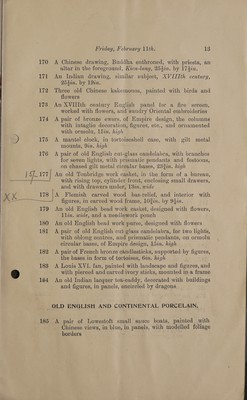 Friday, February 11th. 13
170 A Chinese drawing, Buddha enthroned, with priests, an
altar in the foreground, Kien-lung, 25¼in. by 17½in.
171 An Indian drawing, similar subject, XVIIIth century,
25½in. by 18in.
172 Three old Chinese kakemonos, painted with birds and
flowers
173 An XVIIIth century English panel for a fire screen,
worked with flowers, and sundry Oriental embroideries
174 A pair of bronze ewers, of Empire design, the columns
with intaglio decoration, figures, etc., and ornamented
with ormolu, 15in. high
175 A mantel clock, in tortoiseshell case, with gilt metal
mounts, 9in. high
176 A pair of old English cut-glass candelabra, with branches
for seven lights, with prismatic pendants and festoons,
on chased gilt metal circular bases, 25½in. high
177 An old Tonbridge work casket, in the form of a bureau,
with rising top, cylinder front, enclosing small drawers,
and with drawers under, 13in. wide
178 A Flemish carved wood bas-relief, and interior with
figures, in carved wood frame, 10½in. by 9½in.
179 An old English bead work casket, designed with flowers,
11in. wide, and a needlework pouch
180 An old English bead work purse, designed with flowers
181 A pair of old English cut-glass candelabra, for two lights,
with oblong centres, and prismatic pendants, on ormolu
circular bases, of Empire design, 15in. high
182 A pair of French bronze candlesticks, supported by figures,
the bases in form of tortoises, 6in. high
183 A Louis XVI. fan, painted with landscape and figures, and
with pierced and carved ivory sticks, mounted in a frame
184 An old Indian lacquer tea-caddy, decorated with buildings
and figures, in panels, encircled by dragons
OLD ENGLISH AND CONTINENTAL PORCELAIN.
185 A pair of Lowestoft small sauce boats, painted with
Chinese views, in blue, in panels, with modelled foliage
borders